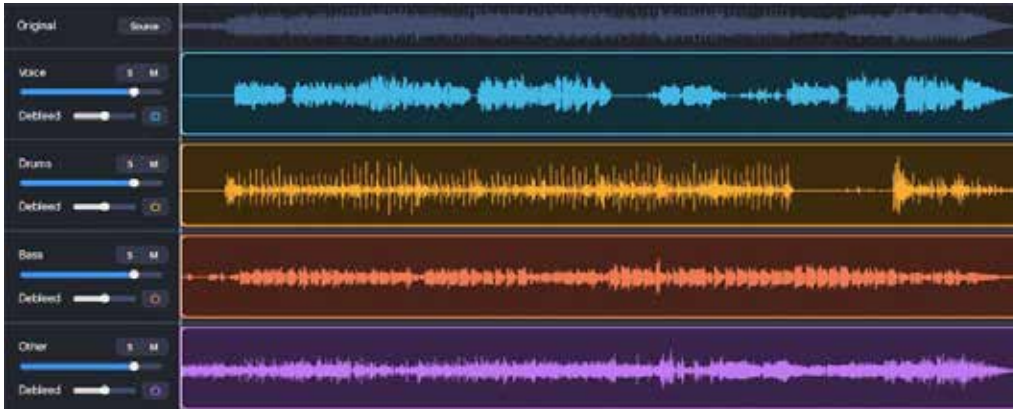 Original Source
Voice S M
Debleed
Drums S M
Debleed
Bass S M
Debleed
Other S M
Debleed